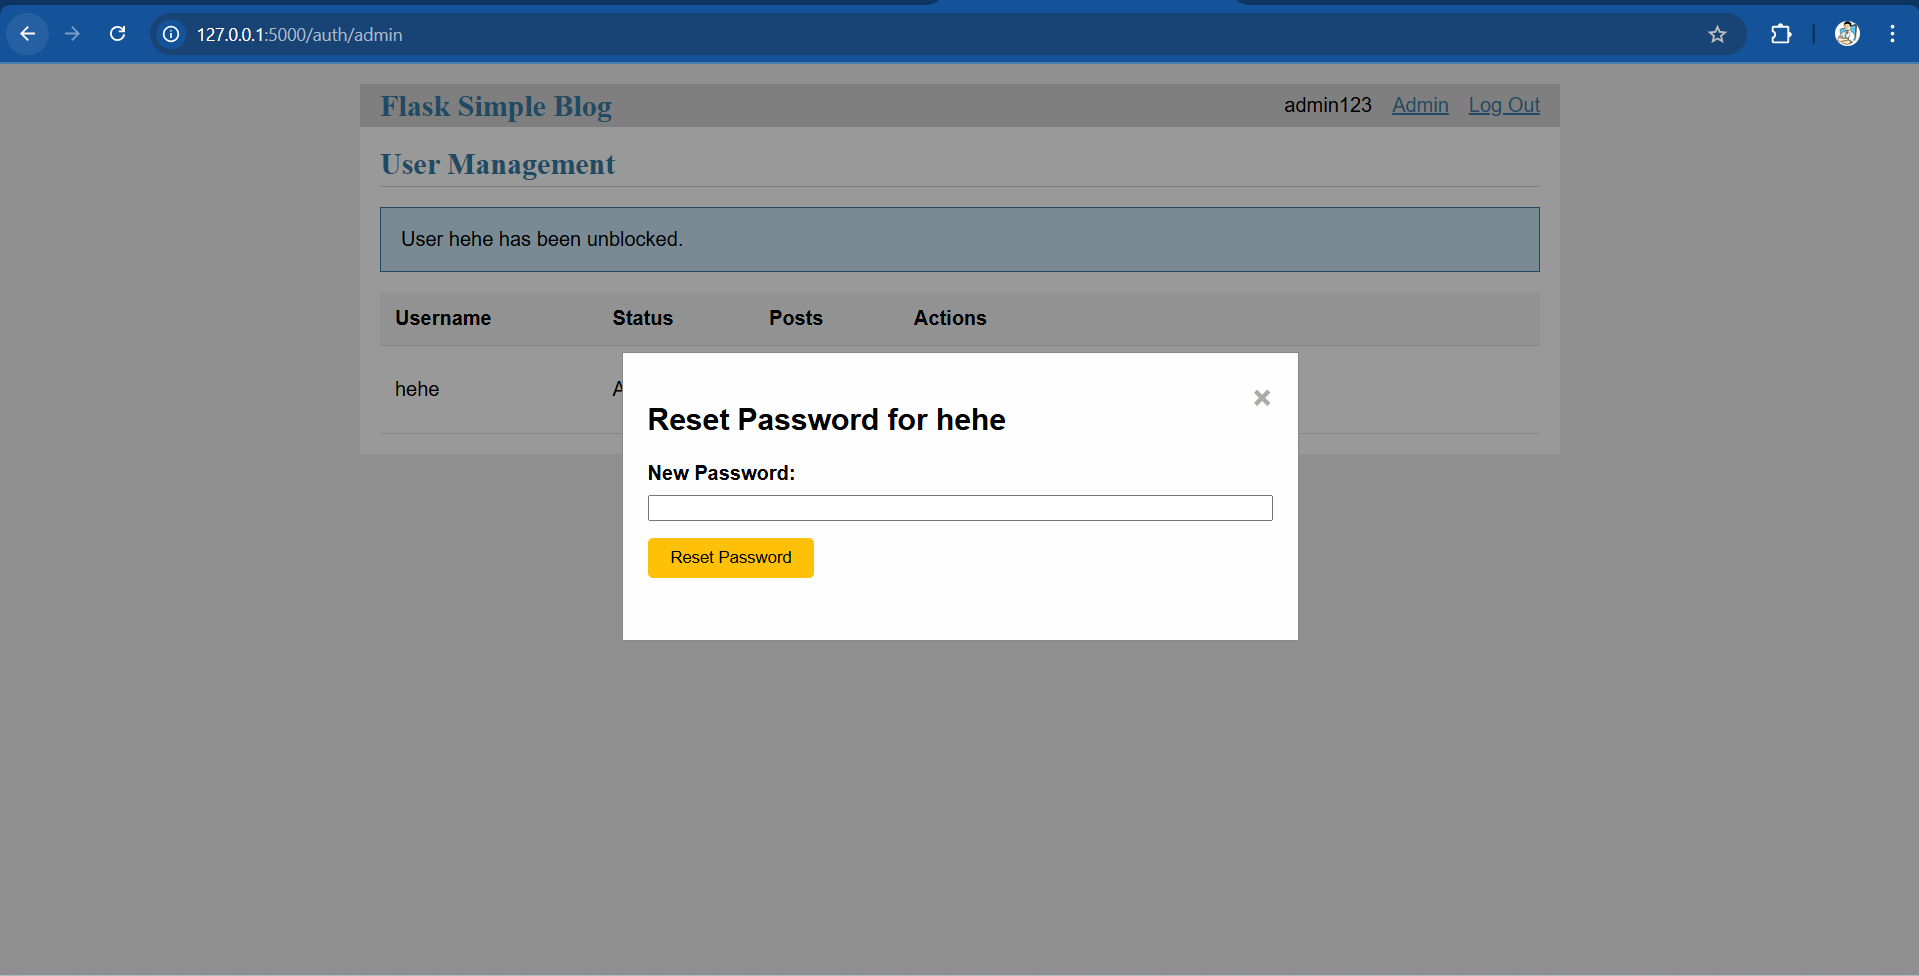 127.0.0.1:5000/auth/admin
Flask Simple Blog admin123 Admin Log Out
User Management
User hehe has been unblocked.
Username Status Posts Actions
hehe A
Reset Password for hehe
New Password:
Reset Password